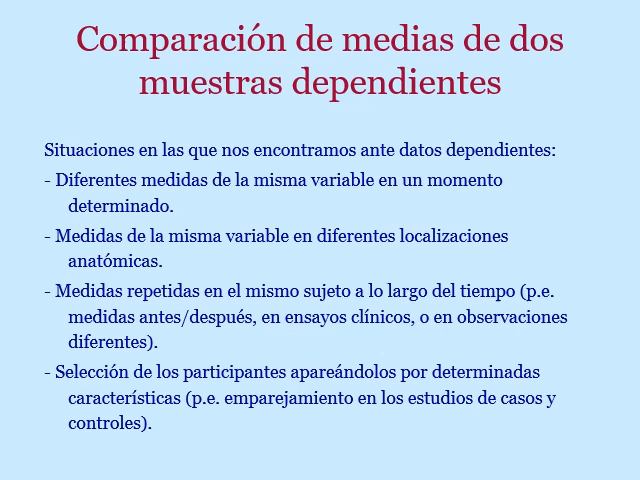 Comparación de medias de dos
muestras dependientes
Situaciones en las que nos encontramos ante datos dependientes:
- Diferentes medidas de la misma variable en un momento
determinado.
- Medidas de la misma variable en diferentes localizaciones
anatómicas.
- Medidas repetidas en el mismo sujeto a lo largo del tiempo (p.e.
medidas antes/después, en ensayos clínicos, o en observaciones
diferentes).
- Selección de los participantes apareándolos por determinadas
características (p.e. emparejamiento en los estudios de casos y
controles).